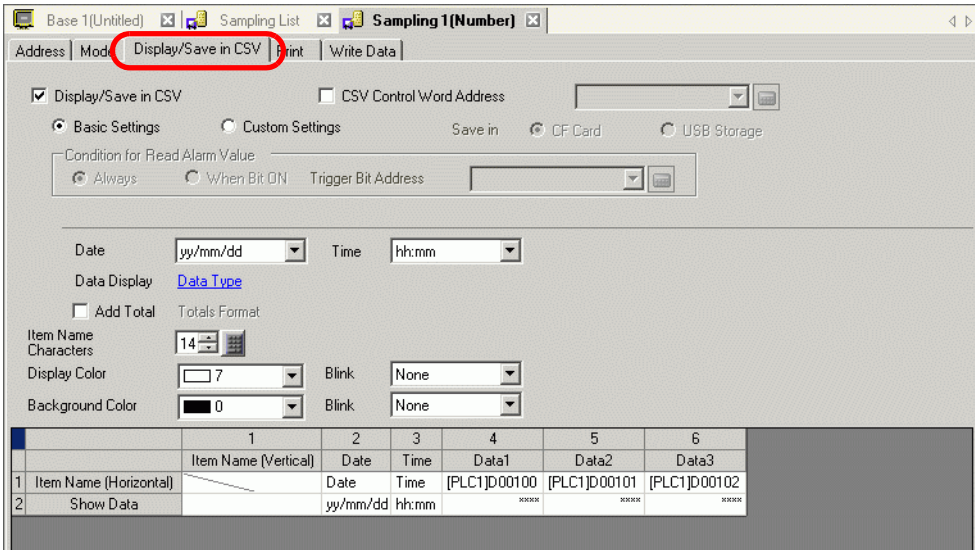 Base 1(Untitled) Sampling List Sampling 1(Number)
Address Mode Display/Save in CSV Print Write Data
Display/Save in CSV CSV Control Word Address
Basic Settings Custom Settings Save in CF Card USB Storage
Condition for Read Alarm Value
Always When Bit ON Trigger Bit Address
Date yy/mm/dd Time hh:mm
Data Display Data Type
Add Total Totals Format
Item Name
Characters 14
Display Color 7 Blink None
Background Color 0 Blink None
1 2 3 4 5 6
Item Name (Vertical) Date Time Data1 Data2 Data3
1 Item Name (Horizontal) Date Time [PLC1]D00100 [PLC1]D00101 [PLC1]D00102
2 Show Data yy/mm/dd hh:mm **** **** ****